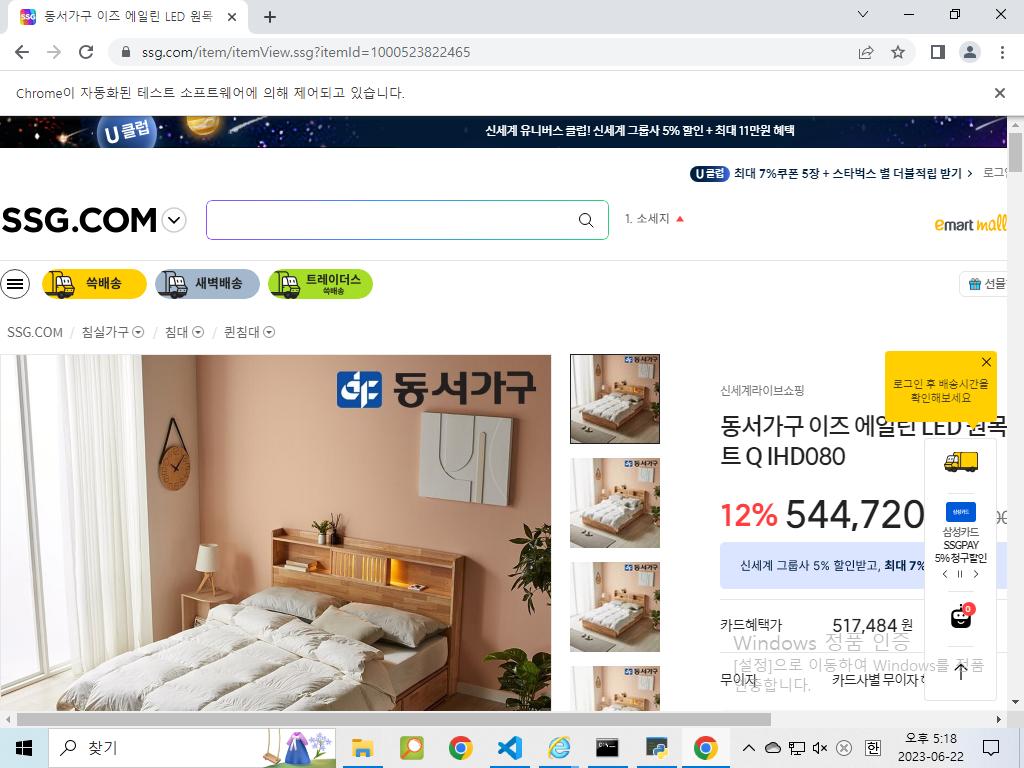 동서가구 이즈 에일린 LED 원목
ssg.com/item/itemView.ssg?itemId=1000523822465
Chrome이 자동화된 테스트 소프트웨어에 의해 제어되고 있습니다.
U클럽
신세계 유니버스 클럽! 신세계 그룹사 5% 할인 + 최대 11만원 혜택
U클럽 최대 7%쿠폰 5장 + 스타벅스 별 더블적립 받기 > 로그인
SSG.COM
1. 소세지
emart mall
쓱배송
새벽배송
트레이더스
쓱배송
선물
SSG.COM / 침실가구 / 침대 / 퀸침대
동서가구
로그인 후 배송시간을
확인해보세요
신세계라이브쇼핑
동서가구 이즈 에일린 LED 원목
트 Q IHD080
12% 544,720
삼성카드
삼성카드
SSGPAY
5% 청구할인
신세계 그룹사 5% 할인받고, 최대 7%
카드혜택가 517,484 원
0
Windows 정품 인증
[설정]으로 이동하여 Windows를 정품
인증합니다.
무이자 카드사별 무이자
찾기
오후 5:18
한
2023-06-22